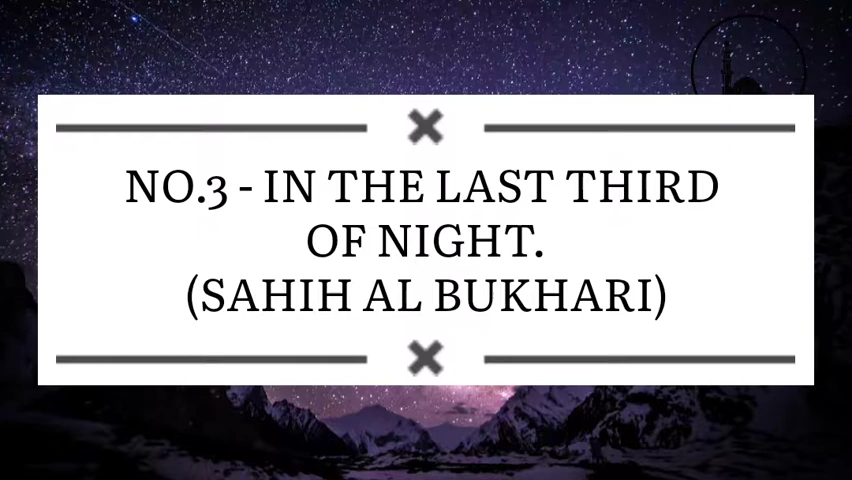 NO.3 - IN THE LAST THIRD
OF NIGHT.
(SAHIH AL BUKHARI)